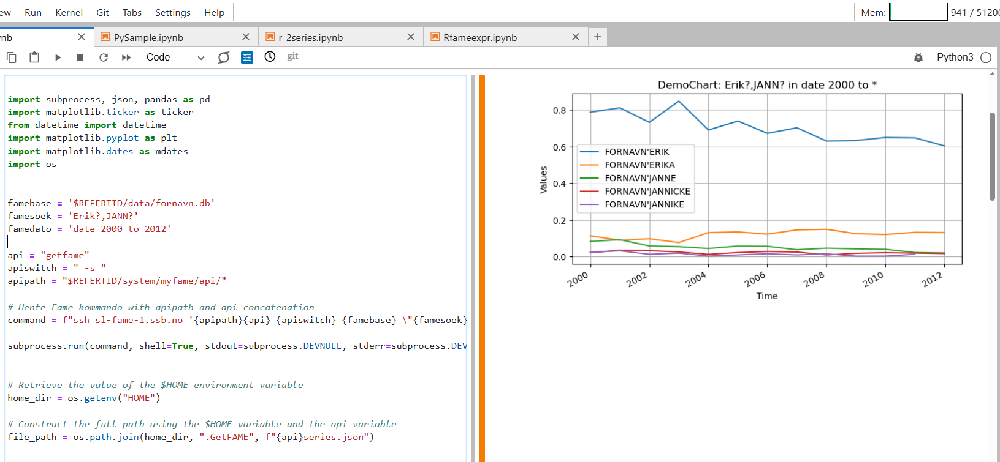 Run Kernel Git Tabs Settings Help Mem:
PySample.ipynb r_2series.ipynb Rfameexpr.ipynb
Code git Python3
import subprocess, json, pandas as pd
import matplotlib.ticker as ticker
from datetime import datetime
import matplotlib.pyplot as plt
import matplotlib.dates as mdates
import os
famebase = '$REFERTID/data/fornavn.db'
famesoek = 'Erik?,JANN?'
famedato = 'date 2000 to 2012'
api = "getfame"
apiswitch = " -s "
apipath = "$REFERTID/system/myfame/api/"
# Hente Fame kommando with apipath and api concatenation
command = f"ssh sl-fame-1.ssb.no '{apipath}{api} {apiswitch} {famebase} \"{famesoek}
subprocess.run(command, shell=True, stdout=subprocess.DEVNULL, stderr=subprocess.DEV
# Retrieve the value of the $HOME environment variable
home_dir = os.getenv("HOME")
# Construct the full path using the $HOME variable and the api variable
file_path = os.path.join(home_dir, ".GetFAME", f"{api}series.json")
DemoChart: Erik?,JANN? in date 2000 to *
0.8
0.6
0.4
0.2
0.0
Values
FORNAVN'ERIK
FORNAVN'ERIKA
FORNAVN'JANNE
FORNAVN'JANNICKE
FORNAVN'JANNIKE
2000 2002 2004 2006 2008 2010 2012
Time